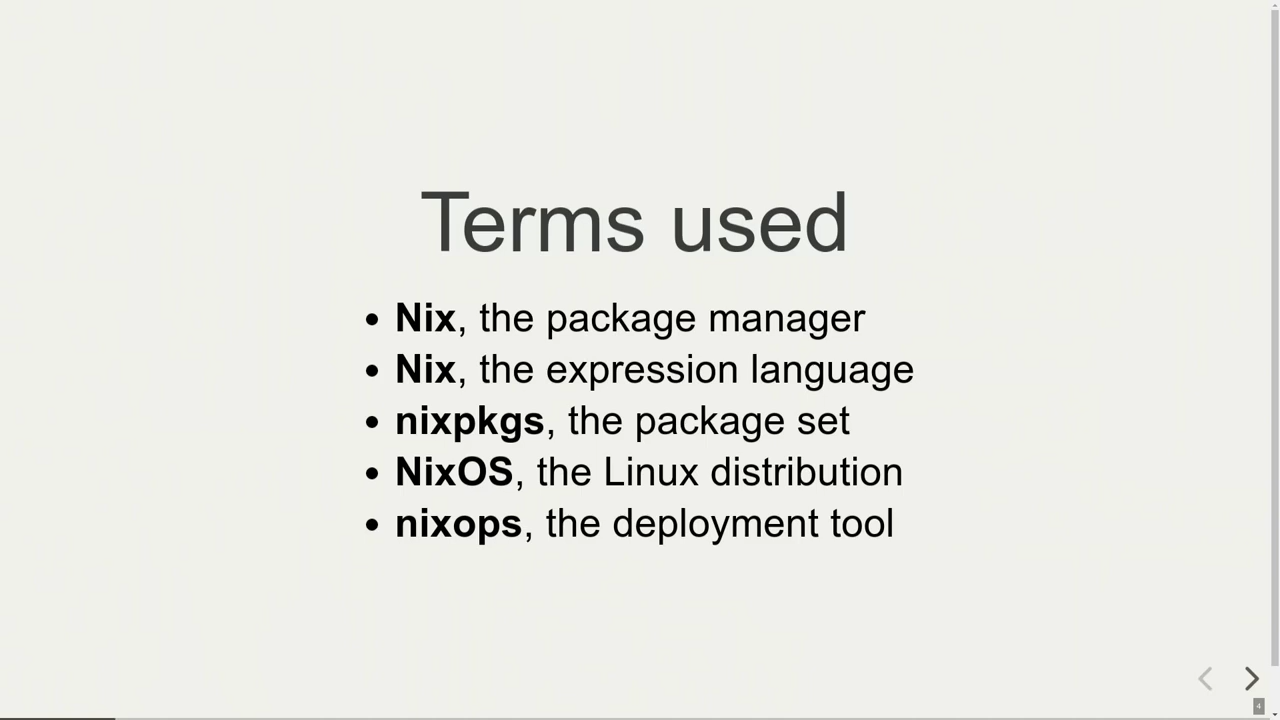 Terms used
• Nix, the package manager
• Nix, the expression language
• nixpkgs, the package set
• NixOS, the Linux distribution
• nixops, the deployment tool
4